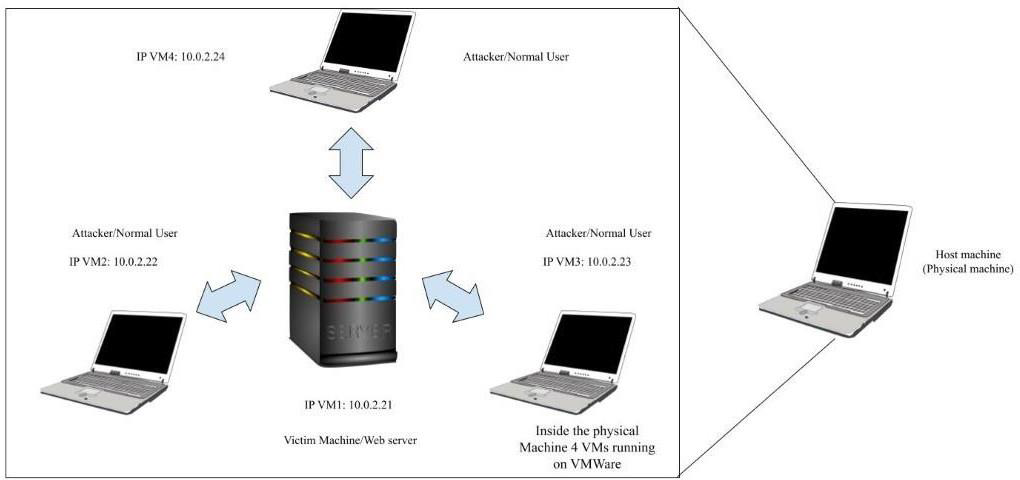 IP VM4: 10.0.2.24
Attacker/Normal User
Attacker/Normal User
IP VM2: 10.0.2.22
Attacker/Normal User
IP VM3: 10.0.2.23
SERVER
IP VM1: 10.0.2.21
Victim Machine/Web server
Inside the physical
Machine 4 VMs running
on VMWare
Host machine
(Physical machine)